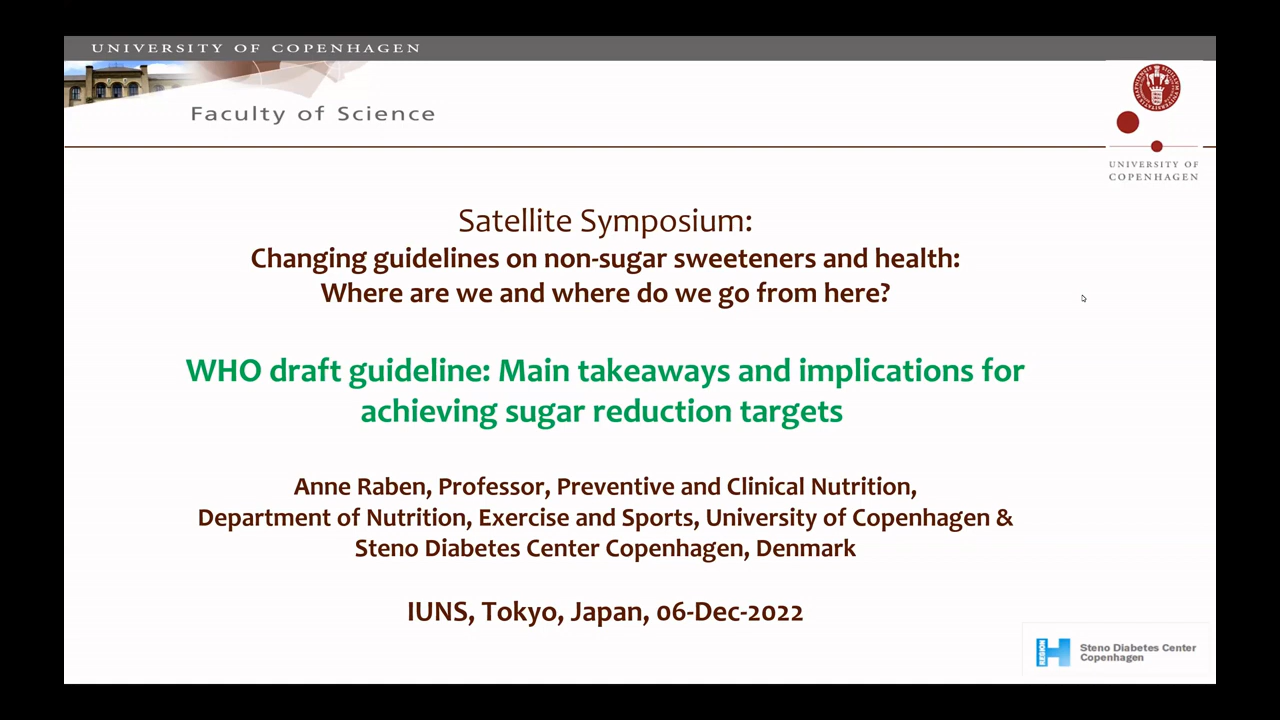 UNIVERSITY OF COPENHAGEN
Faculty of Science
UNIVERSITY OF
COPENHAGEN
Satellite Symposium:
Changing guidelines on non-sugar sweeteners and health:
Where are we and where do we go from here?
WHO draft guideline: Main takeaways and implications for
achieving sugar reduction targets
Anne Raben, Professor, Preventive and Clinical Nutrition,
Department of Nutrition, Exercise and Sports, University of Copenhagen &
Steno Diabetes Center Copenhagen, Denmark
IUNS, Tokyo, Japan, 06-Dec-2022
REGION
H
Steno Diabetes Center
Copenhagen